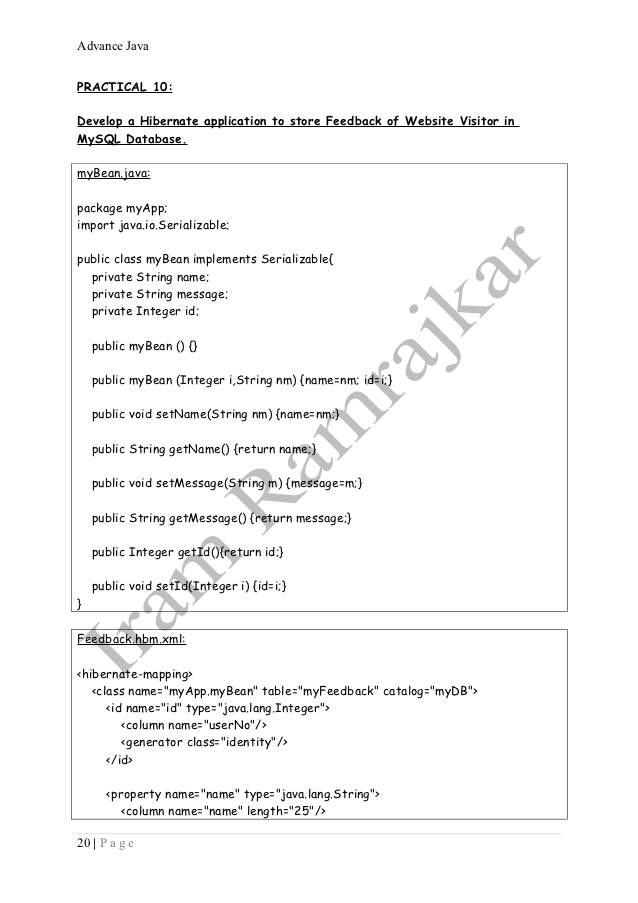 Advance Java
PRACTICAL 10:
Develop a Hibernate application to store Feedback of Website Visitor in
MySQL Database.
myBean.java:
package myApp;
import java.io.Serializable;
public class myBean implements Serializable{
private String name;
private String message;
private Integer id;
public myBean () {}
public myBean (Integer i,String nm) {name=nm; id=i;}
public void setName(String nm) {name=nm;}
public String getName() {return name;}
public void setMessage(String m) {message=m;}
public String getMessage() {return message;}
public Integer getId(){return id;}
public void setId(Integer i) {id=i;}
}
Feedback.hbm.xml:
<hibernate-mapping>
<class name="myApp.myBean" table="myFeedback" catalog="myDB">
<id name="id" type="java.lang.Integer">
<column name="userNo"/>
<generator class="identity"/>
</id>
<property name="name" type="java.lang.String">
<column name="name" length="25"/>
20 | P a g e
Iram Ramrajkar